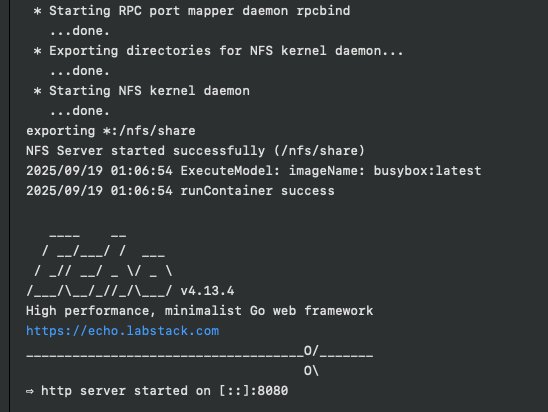 * Starting RPC port mapper daemon rpcbind
   ...done.
 * Exporting directories for NFS kernel daemon...
   ...done.
 * Starting NFS kernel daemon
   ...done.
exporting *:/nfs/share
NFS Server started successfully (/nfs/share)
2025/09/19 01:06:54 ExecuteModel: imageName: busybox:latest
2025/09/19 01:06:54 runContainer success

   ____    __
  / __/___/ /  ___
 / _// __/ _ \/ _ \
/___/\__/_//_/\___/ v4.13.4
High performance, minimalist Go web framework
https://echo.labstack.com
____________________________________O/_______
                                    O\
⇨ http server started on [::]:8080